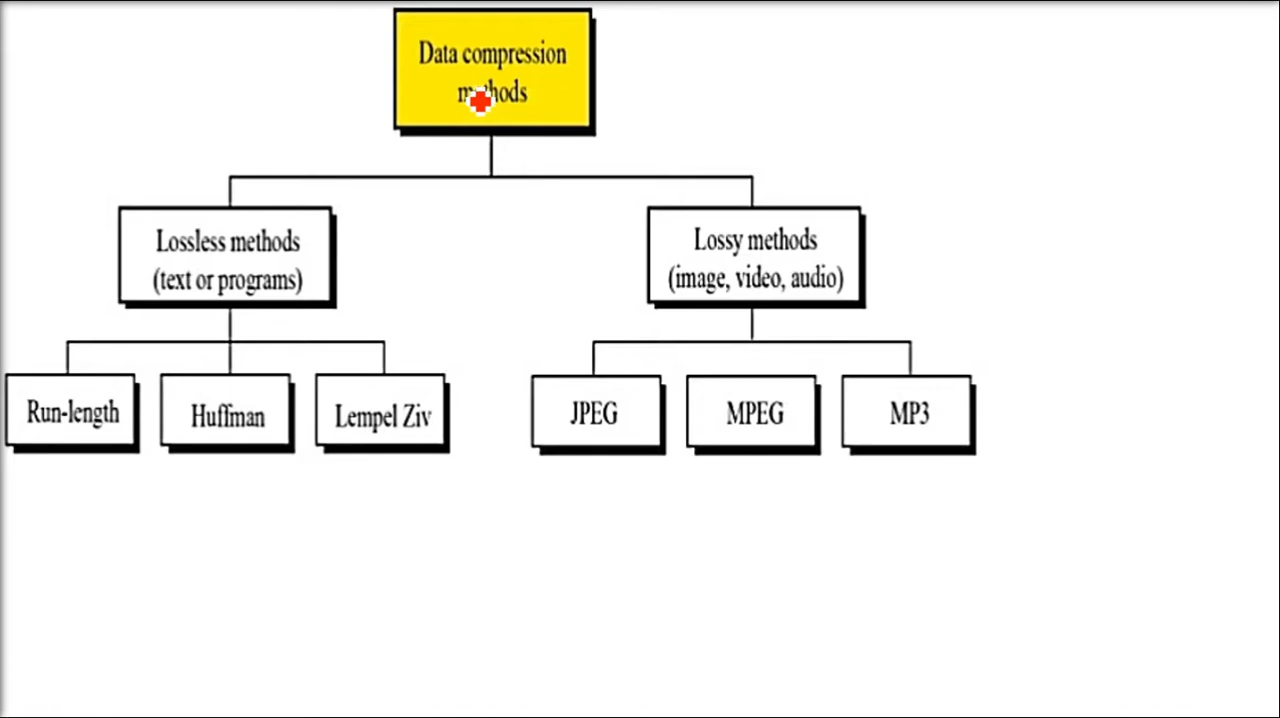 Data compression
methods
Lossless methods
(text or programs)
Lossy methods
(image, video, audio)
Run-length
Huffman
Lempel Ziv
JPEG
MPEG
MP3